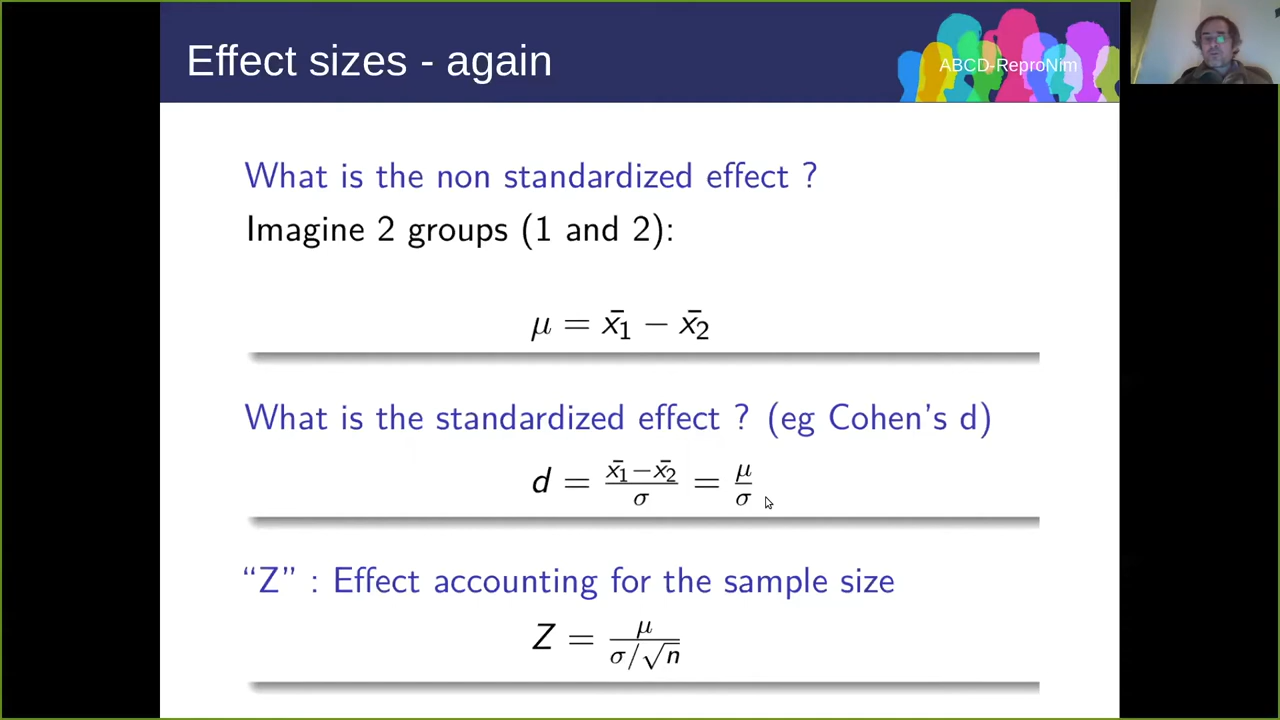 Effect sizes - again
ABCD-ReproNim
What is the non standardized effect ?
Imagine 2 groups (1 and 2):
μ = x̄₁ − x̄₂
What is the standardized effect ? (eg Cohen's d)
d = (x̄₁−x̄₂)/σ = μ/σ
“Z” : Effect accounting for the sample size
Z = μ/(σ/√n)